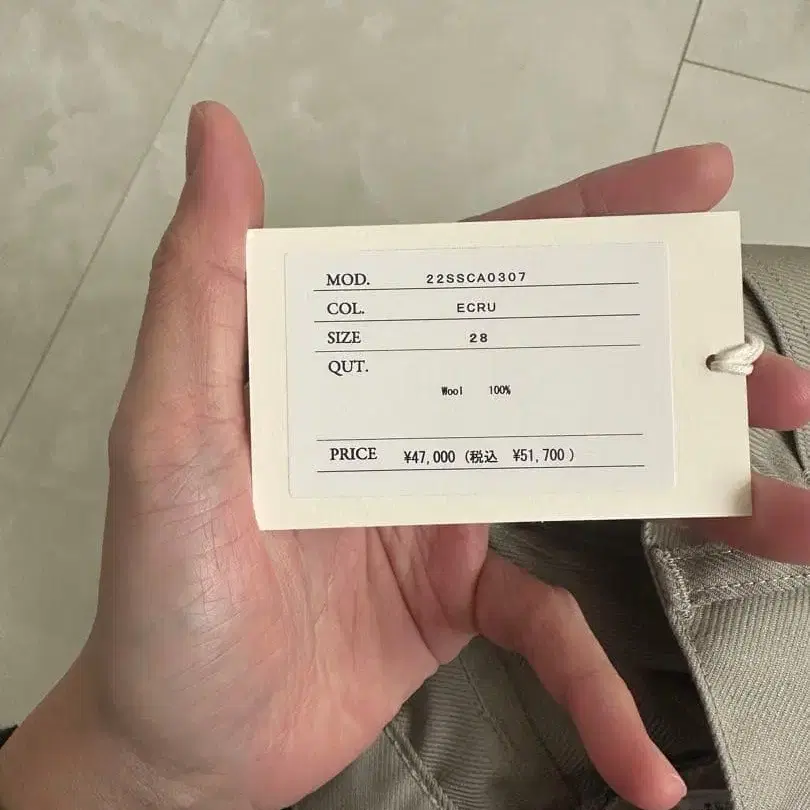 MOD. 22SSCA0307
COL. ECRU
SIZE 28
QUT.
Wool 100%
PRICE ¥47,000 (税込 ¥51,700)